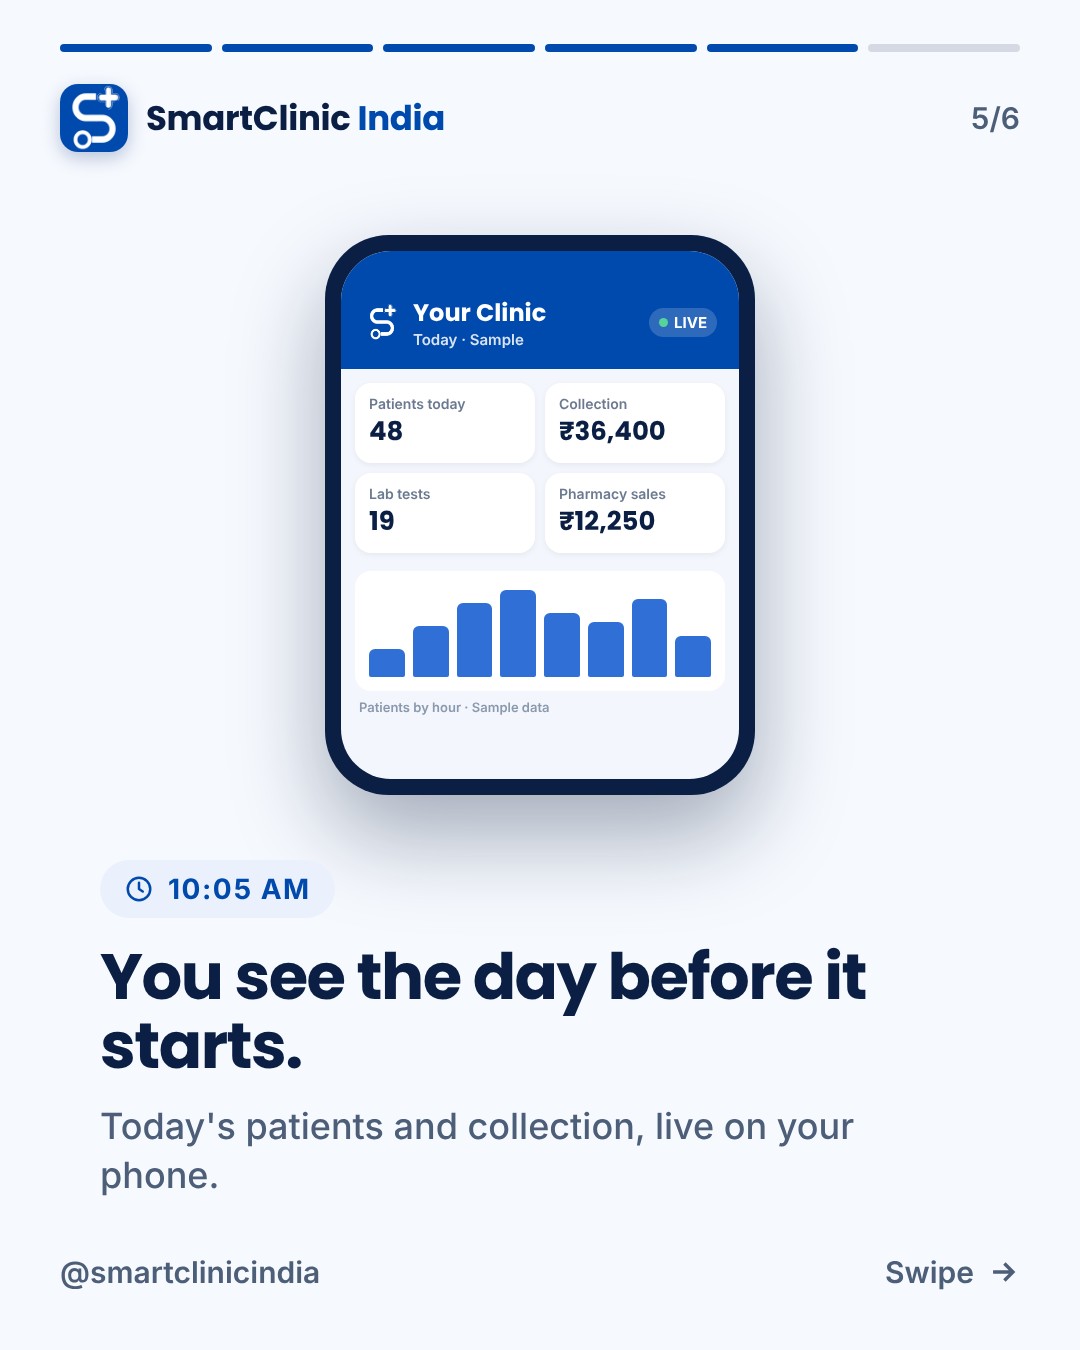 SmartClinic India
5/6
Your Clinic
Today · Sample
LIVE
Patients today
48
Collection
₹36,400
Lab tests
19
Pharmacy sales
₹12,250
Patients by hour · Sample data
10:05 AM
You see the day before it
starts.
Today's patients and collection, live on your
phone.
@smartclinicindia
Swipe →